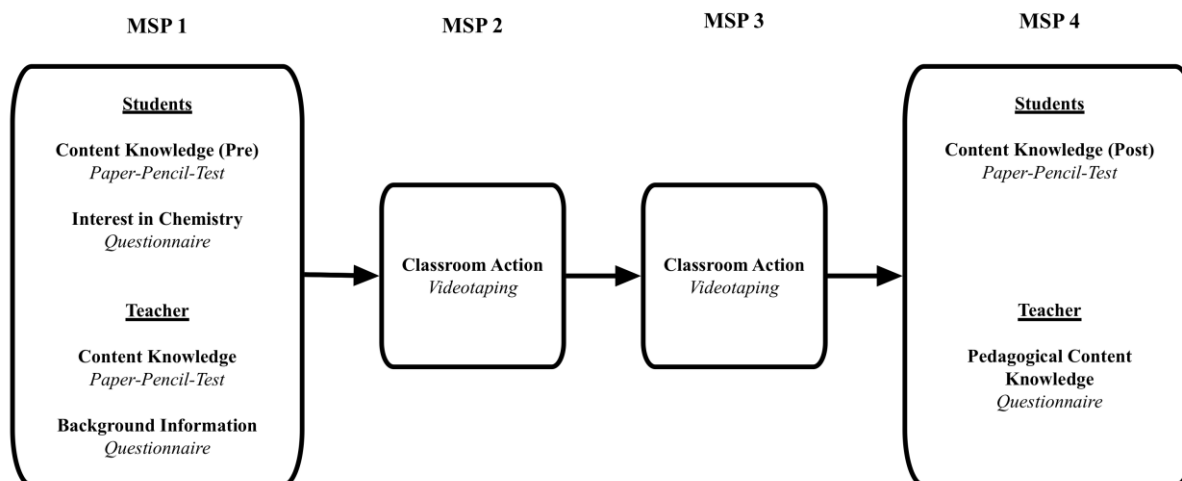 MSP 1
MSP 2
MSP 3
MSP 4
Students
Content Knowledge (Pre)
Paper-Pencil-Test
Interest in Chemistry
Questionnaire
Teacher
Content Knowledge
Paper-Pencil-Test
Background Information
Questionnaire
Classroom Action
Videotaping
Classroom Action
Videotaping
Students
Content Knowledge (Post)
Paper-Pencil-Test
Teacher
Pedagogical Content
Knowledge
Questionnaire